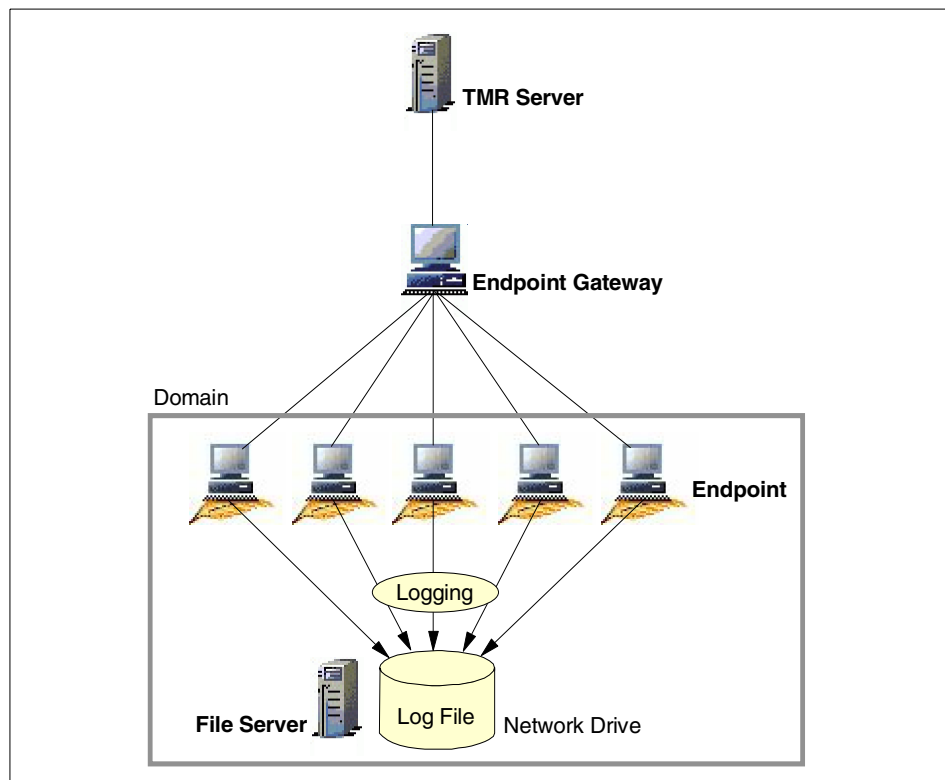 TMR Server
Endpoint Gateway
Domain
Endpoint
Logging
File Server
Log File
Network Drive